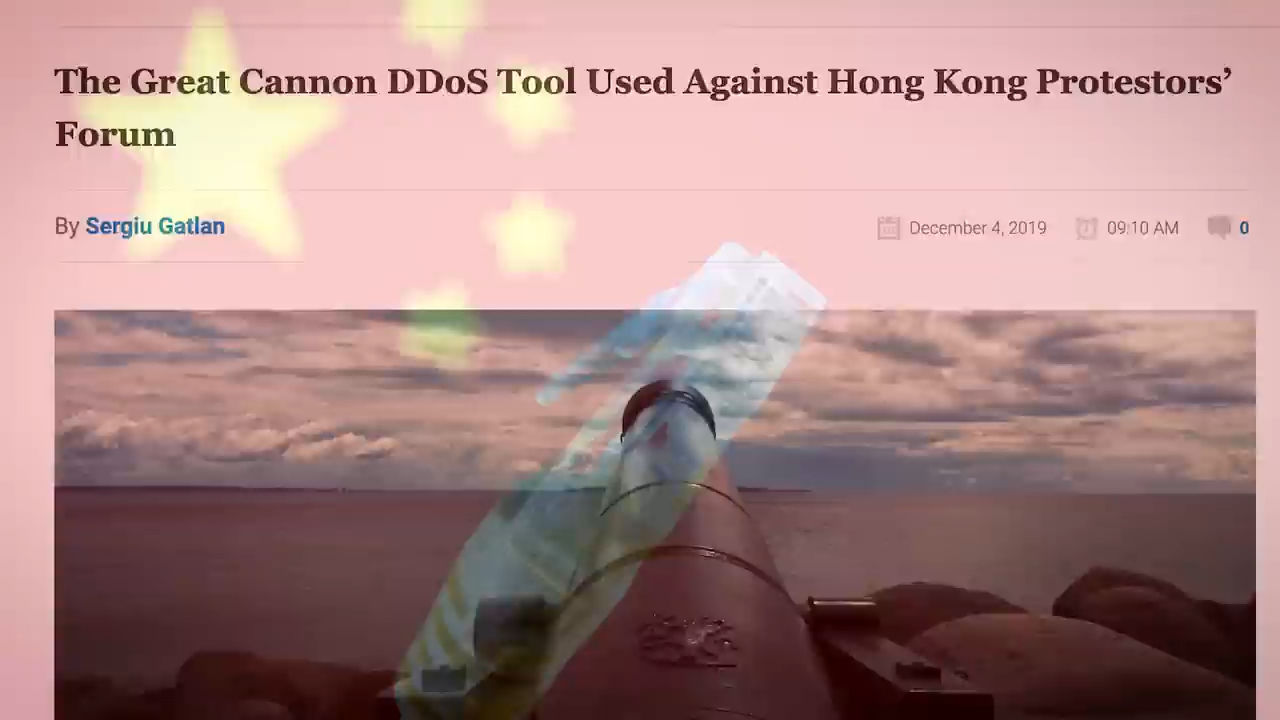 The Great Cannon DDoS Tool Used Against Hong Kong Protestors’
Forum
By Sergiu Gatlan
December 4, 2019
09:10 AM
0